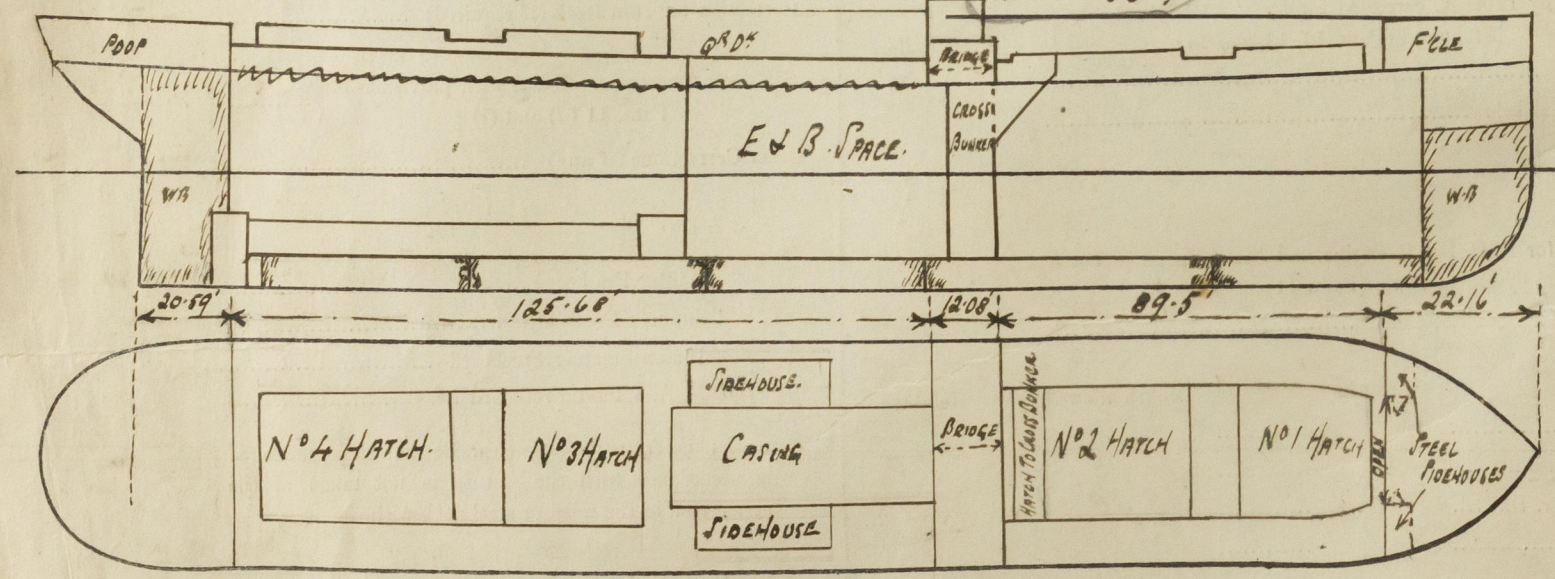 POOP
QR DK
BRIDGE
F'CLE
E & B. SPACE.
CROSS
BUNKER
WB
W.B
20.59'
125.68'
12.08'
89.5'
22.16'
SIDEHOUSE.
No 4 HATCH.
No 3 HATCH
CASING
BRIDGE
HATCH TO CROSS BUNKER
No 2 HATCH
No 1 HATCH
OPEN
STEEL
SIDEHOUSES
SIDEHOUSE